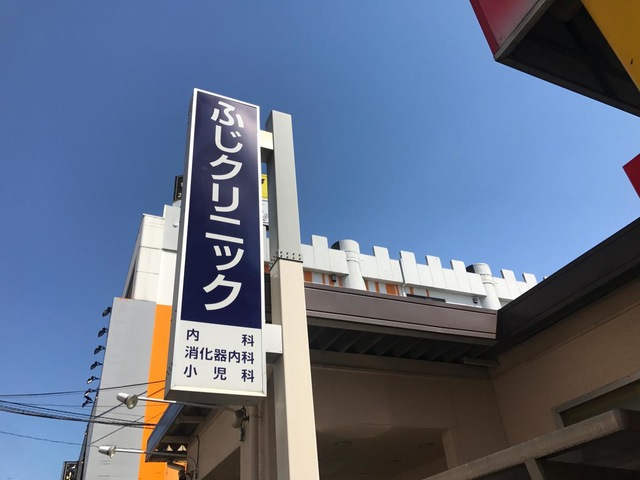 ふじクリニック
内科
消化器内科
小児科